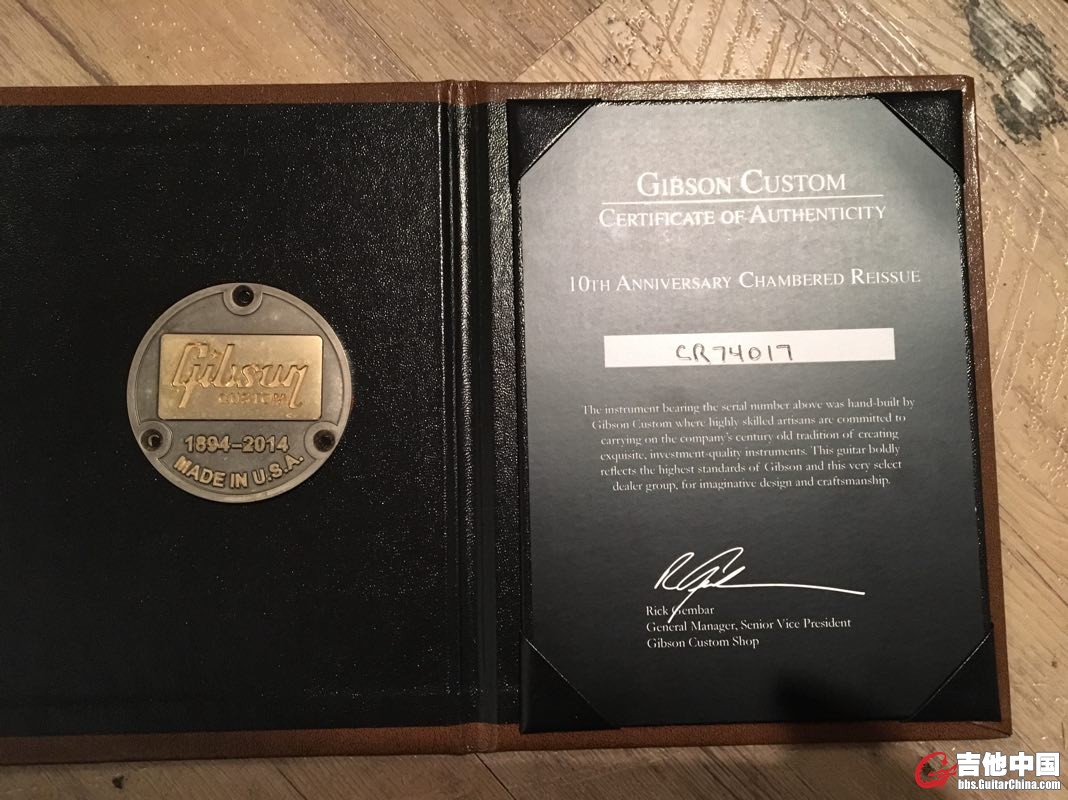 Gibson
CUSTOM
1894-2014
MADE IN U.S.A.
GIBSON CUSTOM
CERTIFICATE OF AUTHENTICITY
10TH ANNIVERSARY CHAMBERED REISSUE
CR74017
The instrument bearing the serial number above was hand-built by
Gibson Custom where highly skilled artisans are committed to
carrying on the company's century old tradition of creating
exquisite, investment-quality instruments. This guitar boldly
reflects the highest standards of Gibson and this very select
dealer group, for imaginative design and craftsmanship.
Rick Gembar
General Manager, Senior Vice President
Gibson Custom Shop
吉他中国
bbs.GuitarChina.com